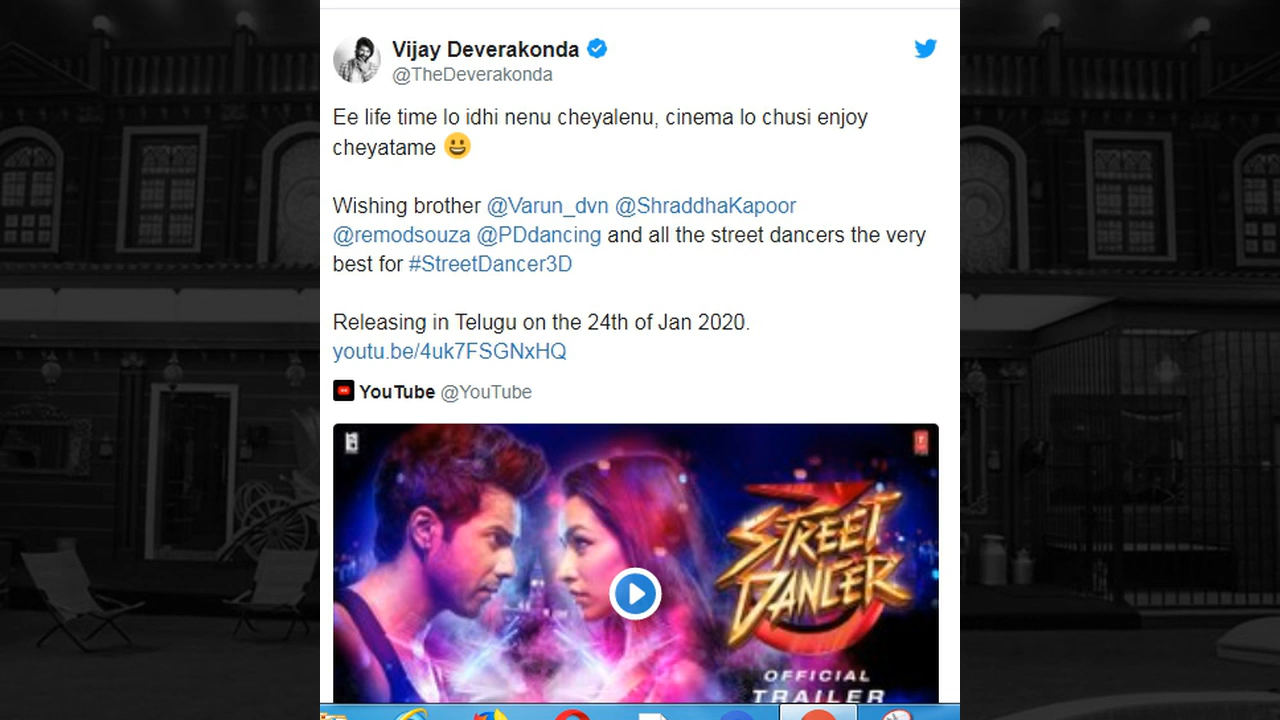 Vijay Deverakonda
@TheDeverakonda
Ee life time lo idhi nenu cheyalenu, cinema lo chusi enjoy
cheyatame 😀
Wishing brother @Varun_dvn @ShraddhaKapoor
@remodsouza @PDdancing and all the street dancers the very
best for #StreetDancer3D
Releasing in Telugu on the 24th of Jan 2020.
youtu.be/4uk7FSGNxHQ
YouTube @YouTube
STREET
DANCER
3
OFFICIAL
TRAILER